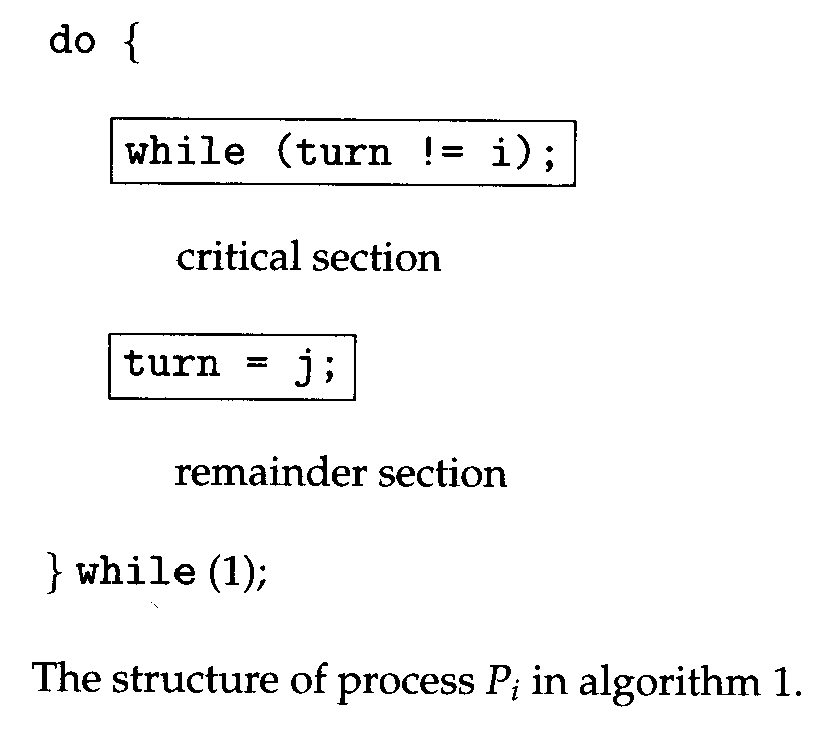 do {
while (turn != i);
critical section
turn = j;
remainder section
} while (1);
The structure of process Pi in algorithm 1.